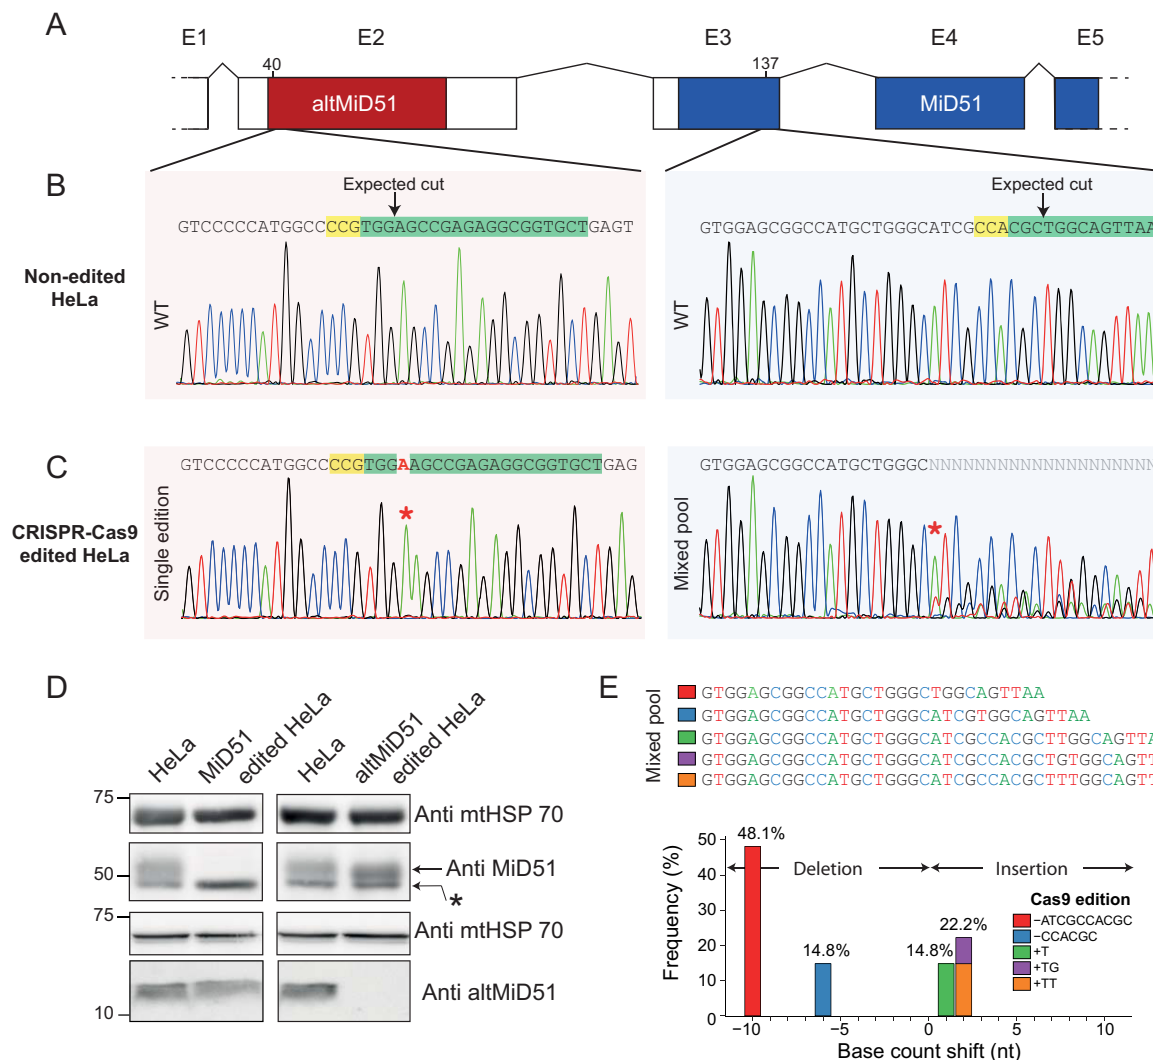 A
E1
E2
E3
E4
E5
40
137
altMiD51
MiD51
B
Expected cut
Expected cut
GTCCCCCATGGCCCCGTGGAGCCGAGAGGCGGTGCTGAGT
GTGGAGCGGCCATGCTGGGCATCGCCACGCTGGCAGTTAA
Non-edited
HeLa
WT
WT
C
GTCCCCCATGGCCCCGTGGAAGCCGAGAGGCGGTGCTGAG
GTGGAGCGGCCATGCTGGGCNNNNNNNNNNNNNNNNNNNN
CRISPR-Cas9
edited HeLa
Single edition
*
Mixed pool
*
D
HeLa
MiD51
edited HeLa
HeLa
altMiD51
edited HeLa
75
Anti mtHSP 70
50
Anti MiD51
*
75
Anti mtHSP 70
10
Anti altMiD51
E
Mixed pool
GTGGAGCGGCCATGCTGGGCTGGCAGTTAA
GTGGAGCGGCCATGCTGGGCATCGTGGCAGTTAA
GTGGAGCGGCCATGCTGGGCATCGCCACGCTTGGCAGTTA
GTGGAGCGGCCATGCTGGGCATCGCCACGCTGTGGCAGTT
GTGGAGCGGCCATGCTGGGCATCGCCACGCTTTGGCAGTT
Frequency (%)
50
40
30
20
10
0
48.1%
14.8%
14.8%
22.2%
Deletion
Insertion
Cas9 edition
−ATCGCCACGC
−CCACGC
+T
+TG
+TT
−10
−5
0
5
10
Base count shift (nt)